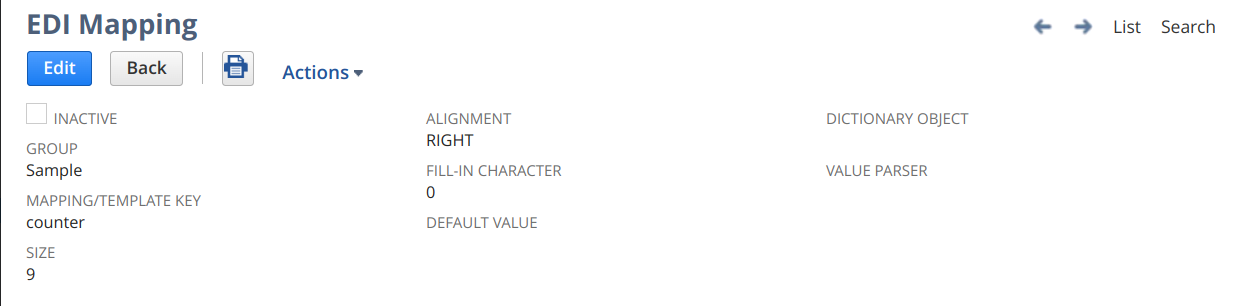 EDI Mapping
List Search
Edit Back Actions
INACTIVE
GROUP
Sample
MAPPING/TEMPLATE KEY
counter
SIZE
9
ALIGNMENT
RIGHT
FILL-IN CHARACTER
0
DEFAULT VALUE
DICTIONARY OBJECT
VALUE PARSER